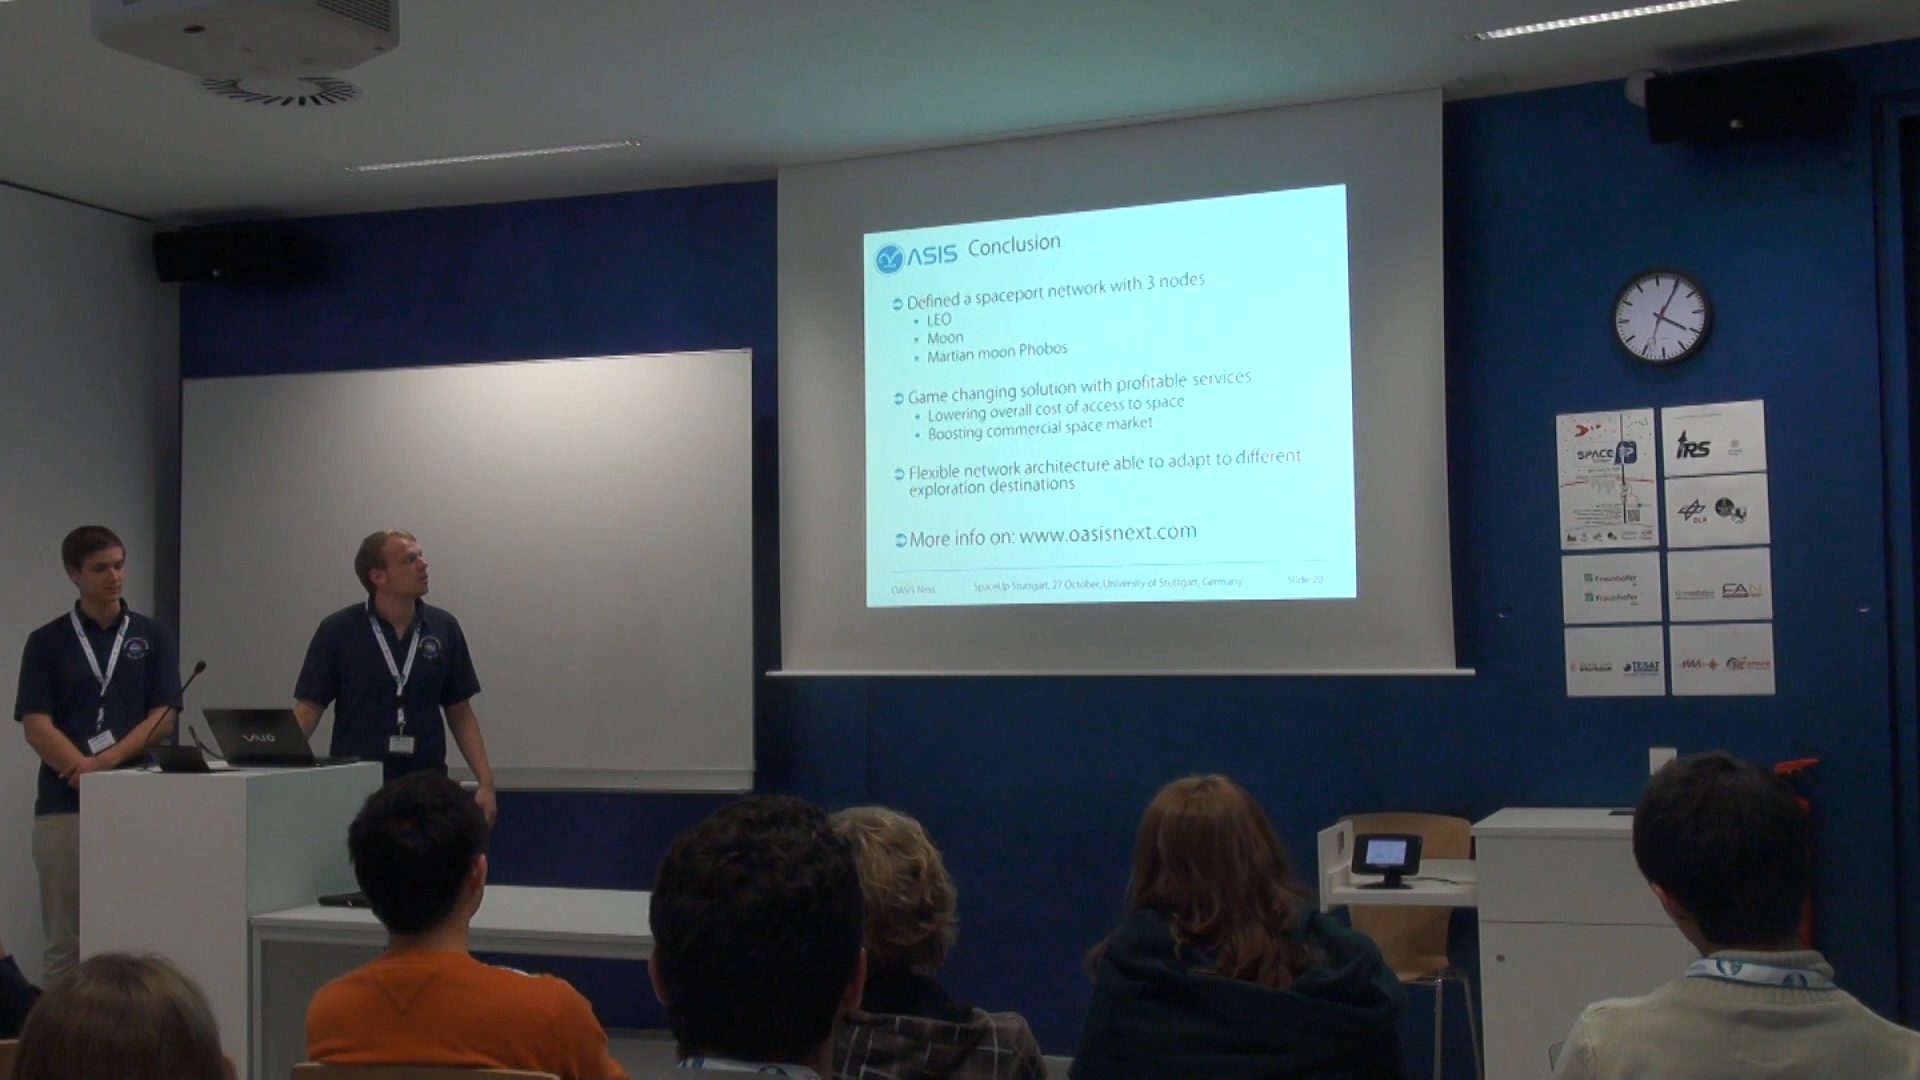 OASIS Conclusion
Defined a spaceport network with 3 nodes
• LEO
• Moon
• Martian moon Phobos
Game changing solution with profitable services
• Lowering overall cost of access to space
• Boosting commercial space market
Flexible network architecture able to adapt to different
exploration destinations
More info on: www.oasisnext.com
OASIS Next SpaceUp Stuttgart, 27 October, University of Stuttgart, Germany Slide 20
SPACE UP
IRS
DLR
Fraunhofer
Fraunhofer
TESAT
SPACE
VAIO